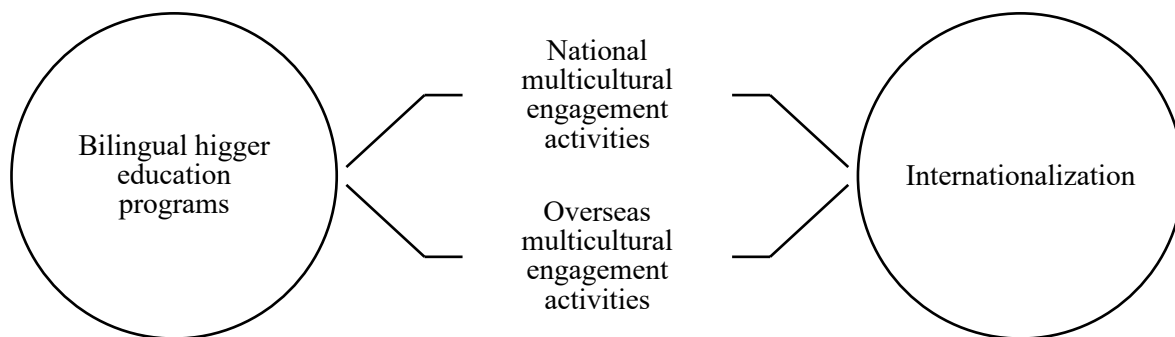 Bilingual higger
education
programs
National
multicultural
engagement
activities
Overseas
multicultural
engagement
activities
Internationalization